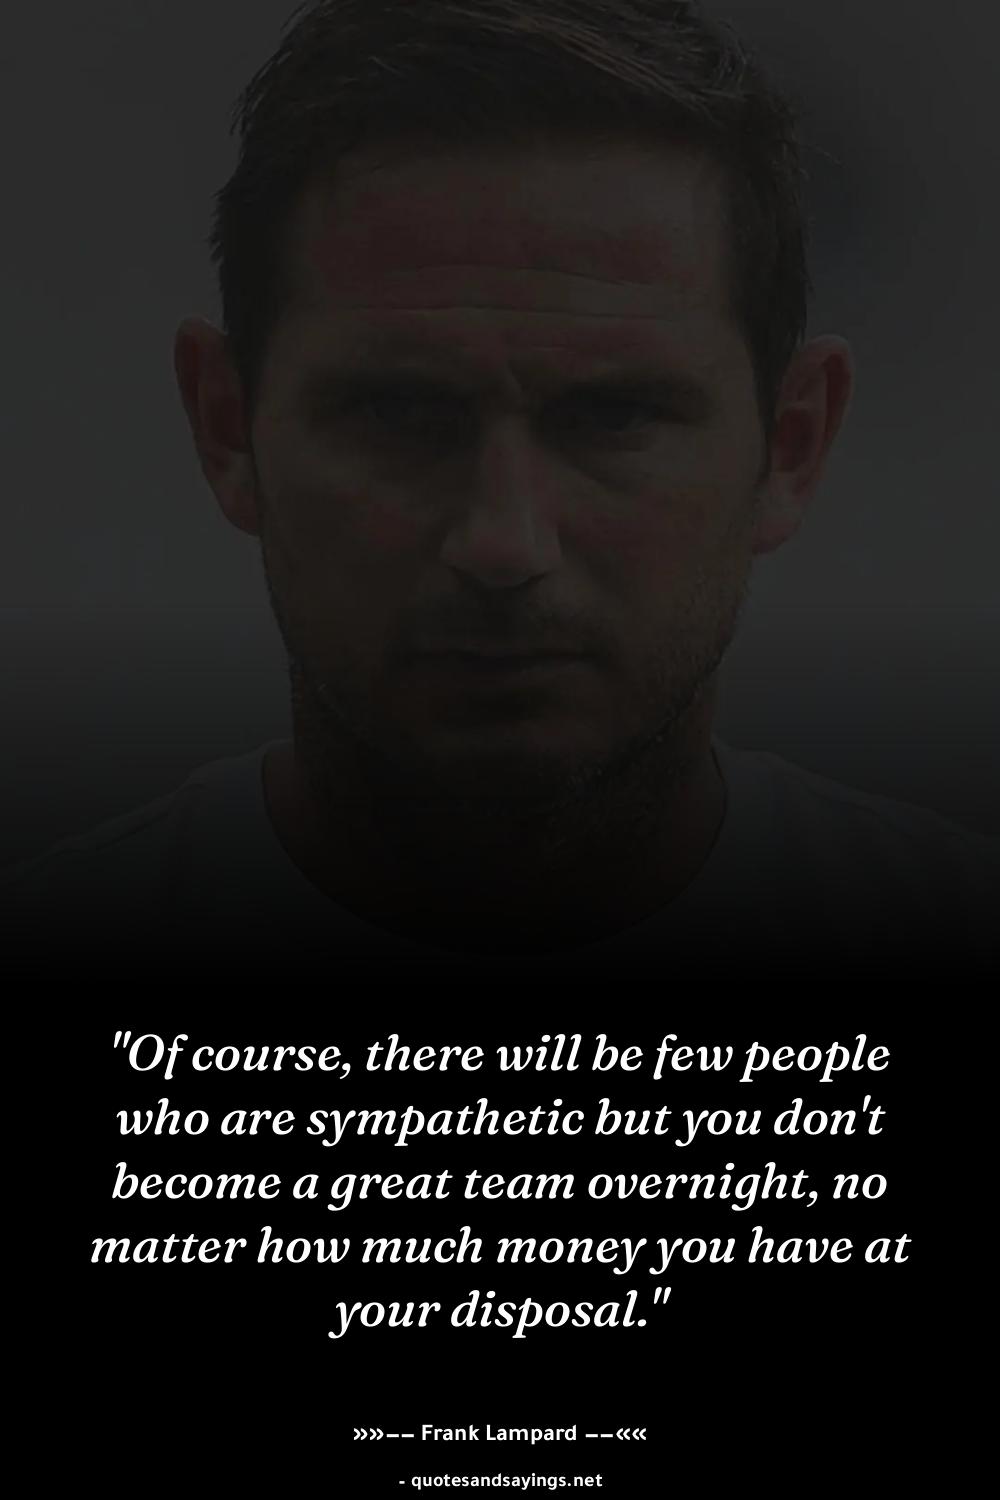 "Of course, there will be few people
who are sympathetic but you don't
become a great team overnight, no
matter how much money you have at
your disposal."
»»−− Frank Lampard −−««
- quotesandsayings.net